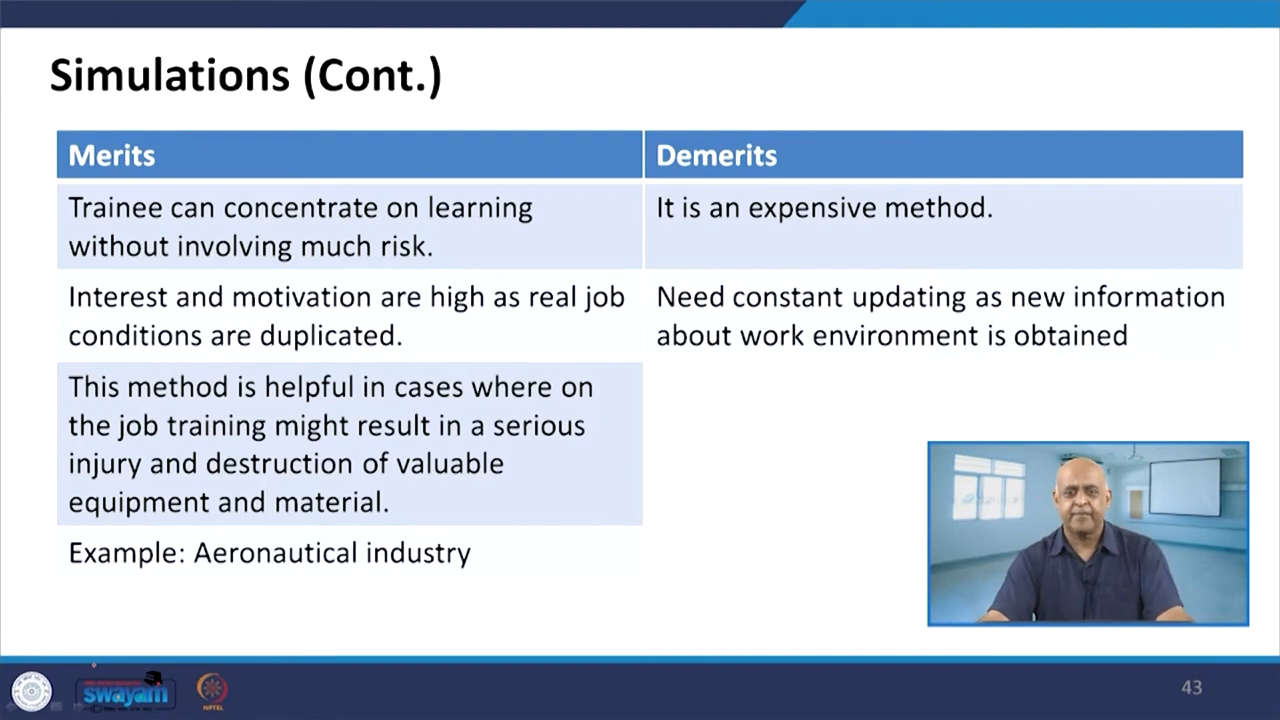 Simulations (Cont.)
Merits
Demerits
Trainee can concentrate on learning
without involving much risk.
It is an expensive method.
Interest and motivation are high as real job
conditions are duplicated.
Need constant updating as new information
about work environment is obtained
This method is helpful in cases where on
the job training might result in a serious
injury and destruction of valuable
equipment and material.
Example: Aeronautical industry
swayam
NPTEL
43